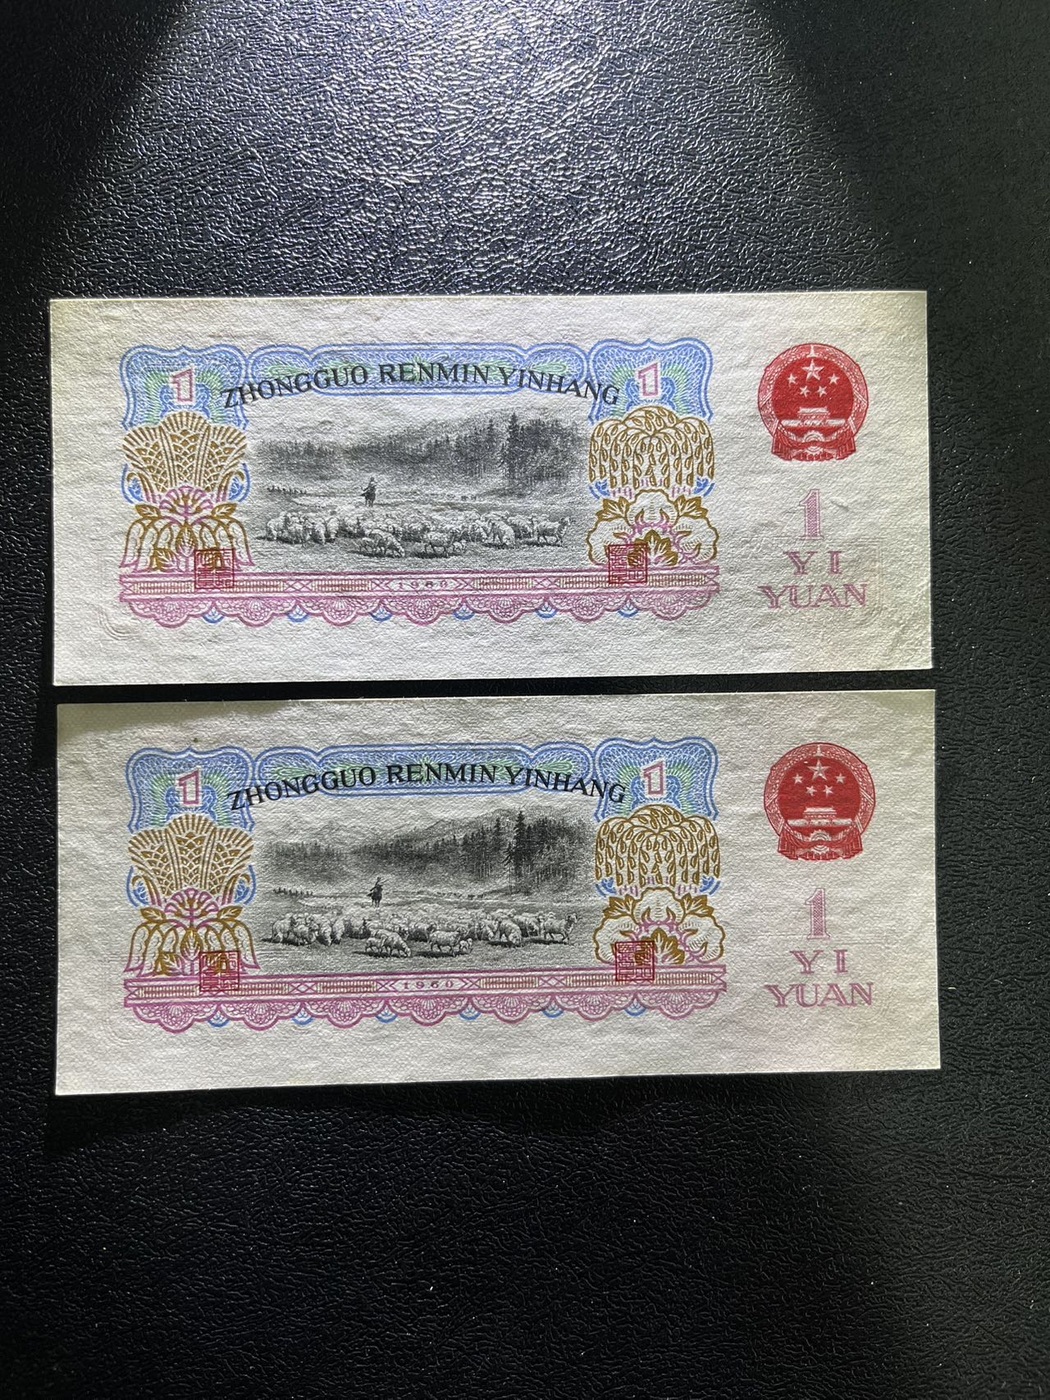 1 ZHONGGUO RENMIN YINHANG 1
1
YI
YUAN
1960
1 ZHONGGUO RENMIN YINHANG 1
1
YI
YUAN
1960